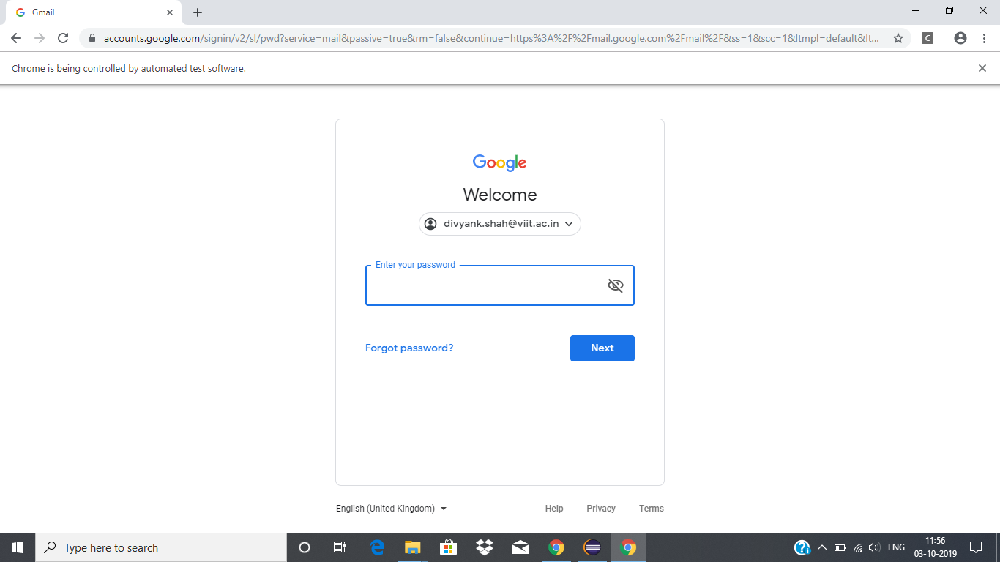 Gmail
accounts.google.com/signin/v2/sl/pwd?service=mail&passive=true&rm=false&continue=https%3A%2F%2Fmail.google.com%2Fmail%2F&ss=1&scc=1&ltmpl=default&lt...
C
Chrome is being controlled by automated test software.
Google
Welcome
divyank.shah@viit.ac.in
Enter your password
Forgot password?
Next
English (United Kingdom)
Help
Privacy
Terms
Type here to search
ENG
11:56
03-10-2019